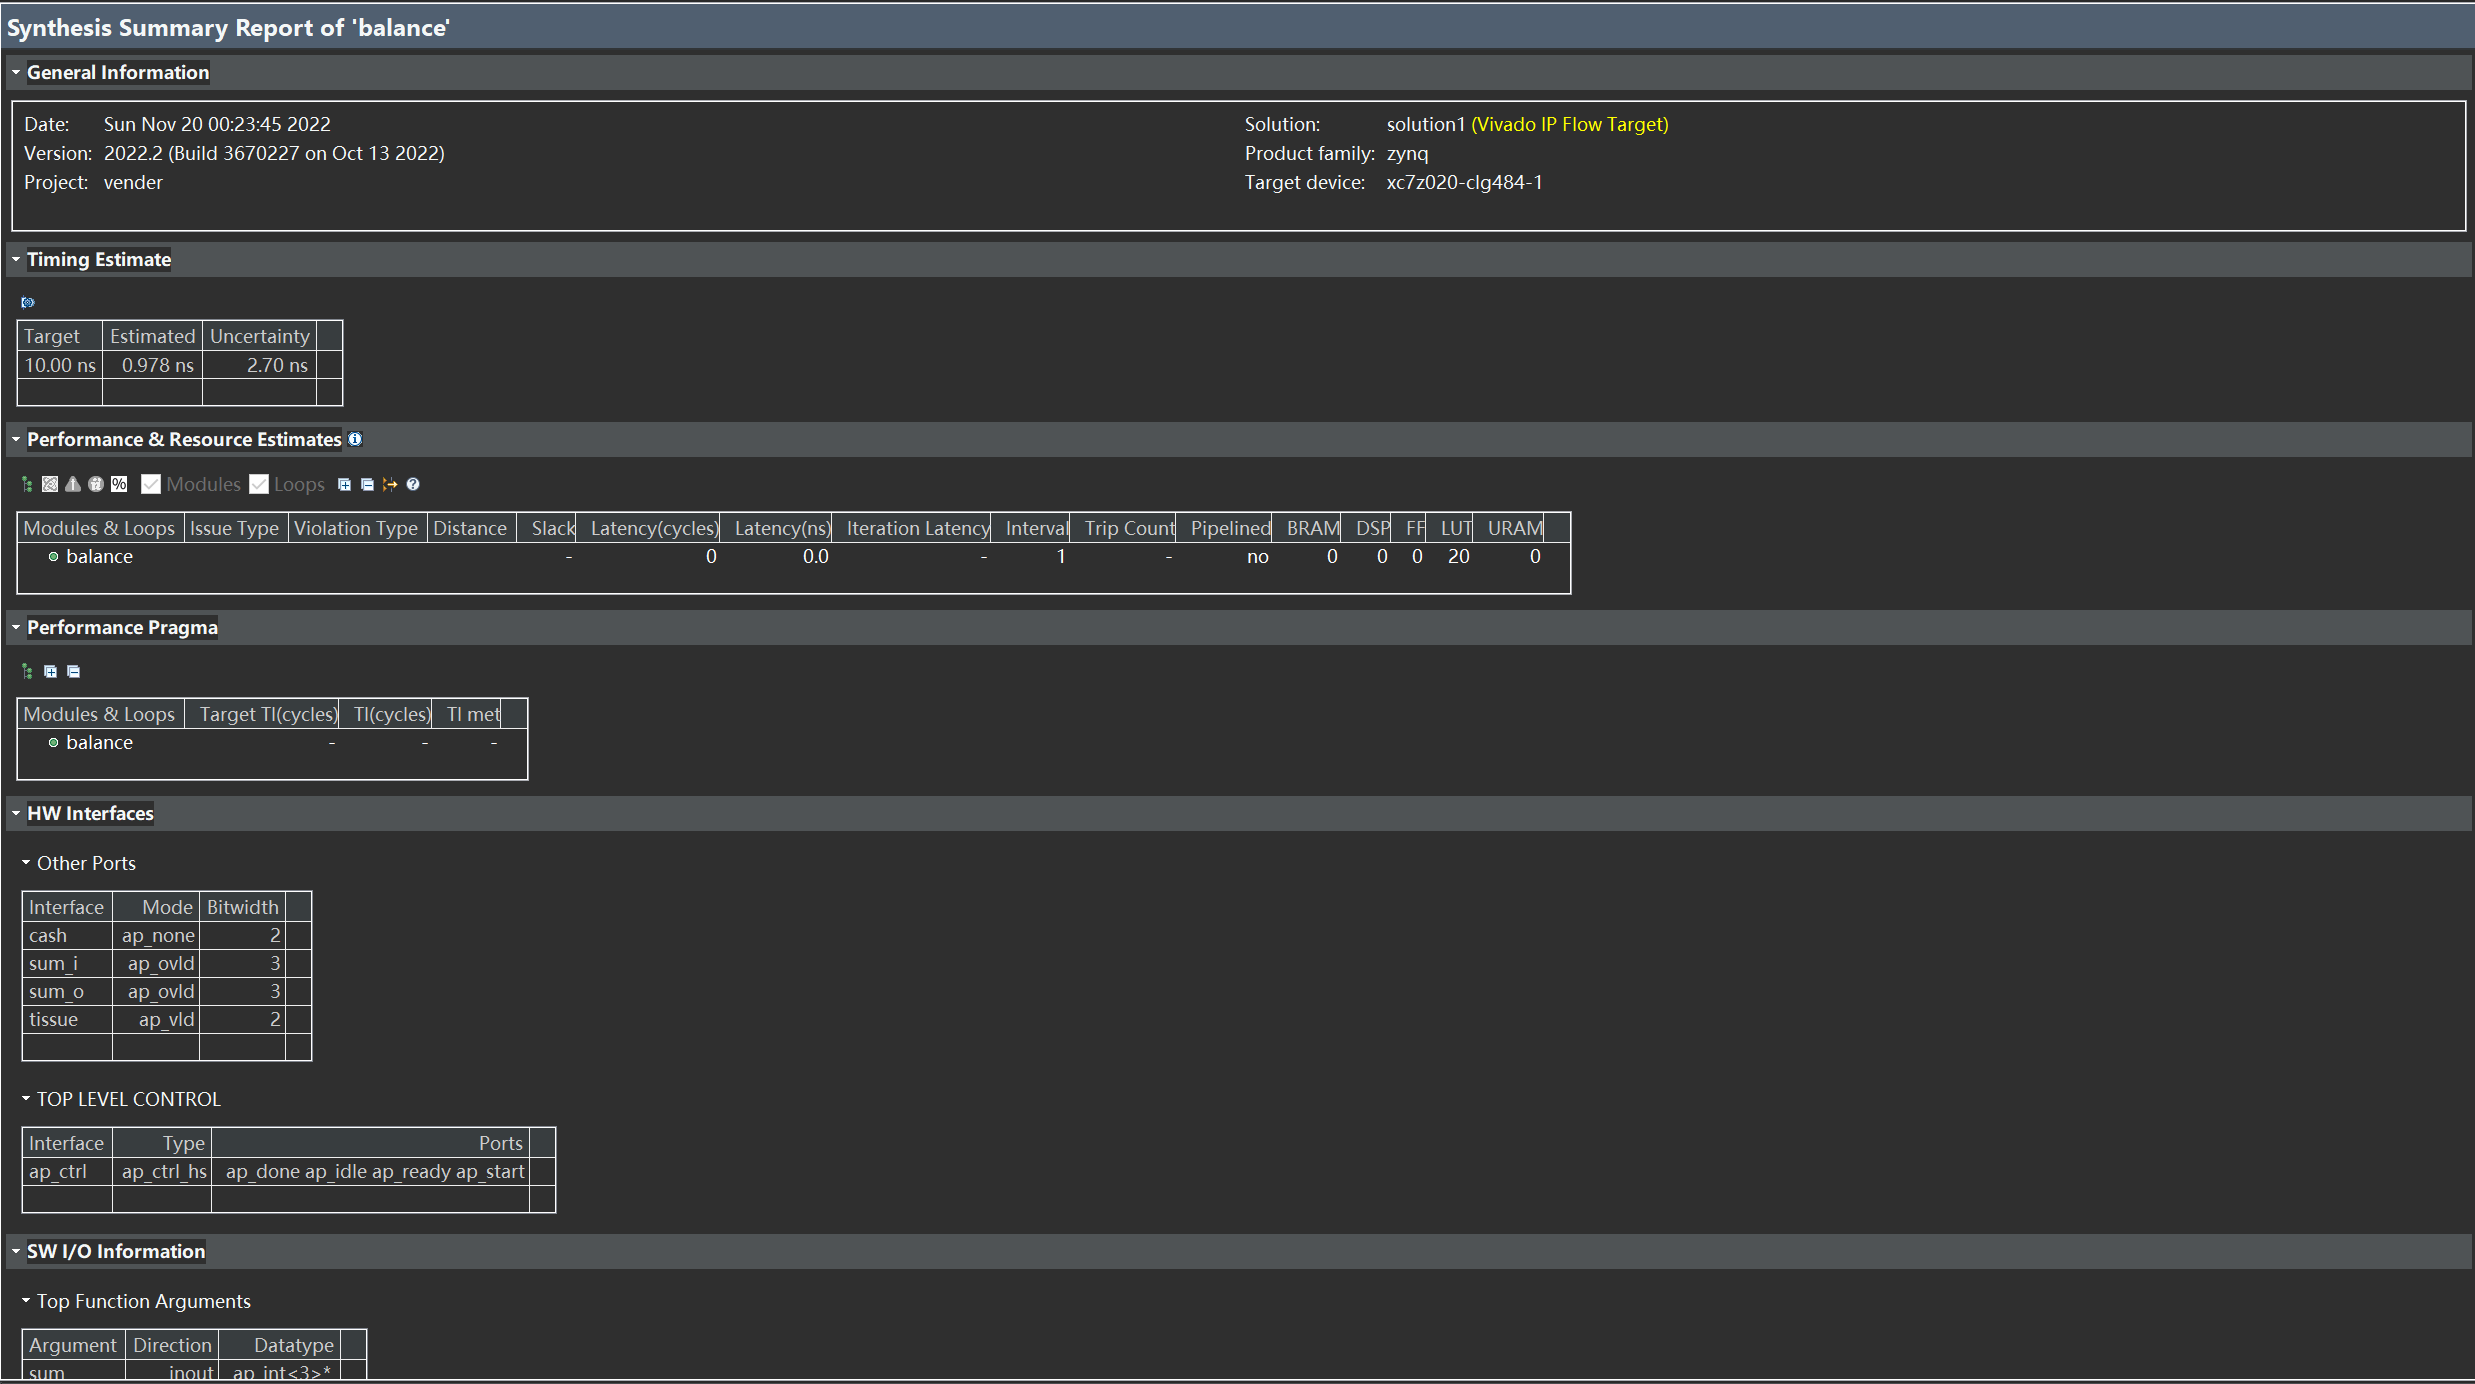 Synthesis Summary Report of 'balance'
General Information
Date: Sun Nov 20 00:23:45 2022 Solution: solution1 (Vivado IP Flow Target)
Version: 2022.2 (Build 3670227 on Oct 13 2022) Product family: zynq
Project: vender Target device: xc7z020-clg484-1
Timing Estimate
Target Estimated Uncertainty
10.00 ns 0.978 ns 2.70 ns
Performance & Resource Estimates
% Modules Loops
Modules & Loops Issue Type Violation Type Distance Slack Latency(cycles) Latency(ns) Iteration Latency Interval Trip Count Pipelined BRAM DSP FF LUT URAM
balance - 0 0.0 - 1 - no 0 0 0 20 0
Performance Pragma
Modules & Loops Target TI(cycles) TI(cycles) TI met
balance - - -
HW Interfaces
Other Ports
Interface Mode Bitwidth
cash ap_none 2
sum_i ap_ovld 3
sum_o ap_ovld 3
tissue ap_vld 2
TOP LEVEL CONTROL
Interface Type Ports
ap_ctrl ap_ctrl_hs ap_done ap_idle ap_ready ap_start
SW I/O Information
Top Function Arguments
Argument Direction Datatype
sum inout ap_int<3>*